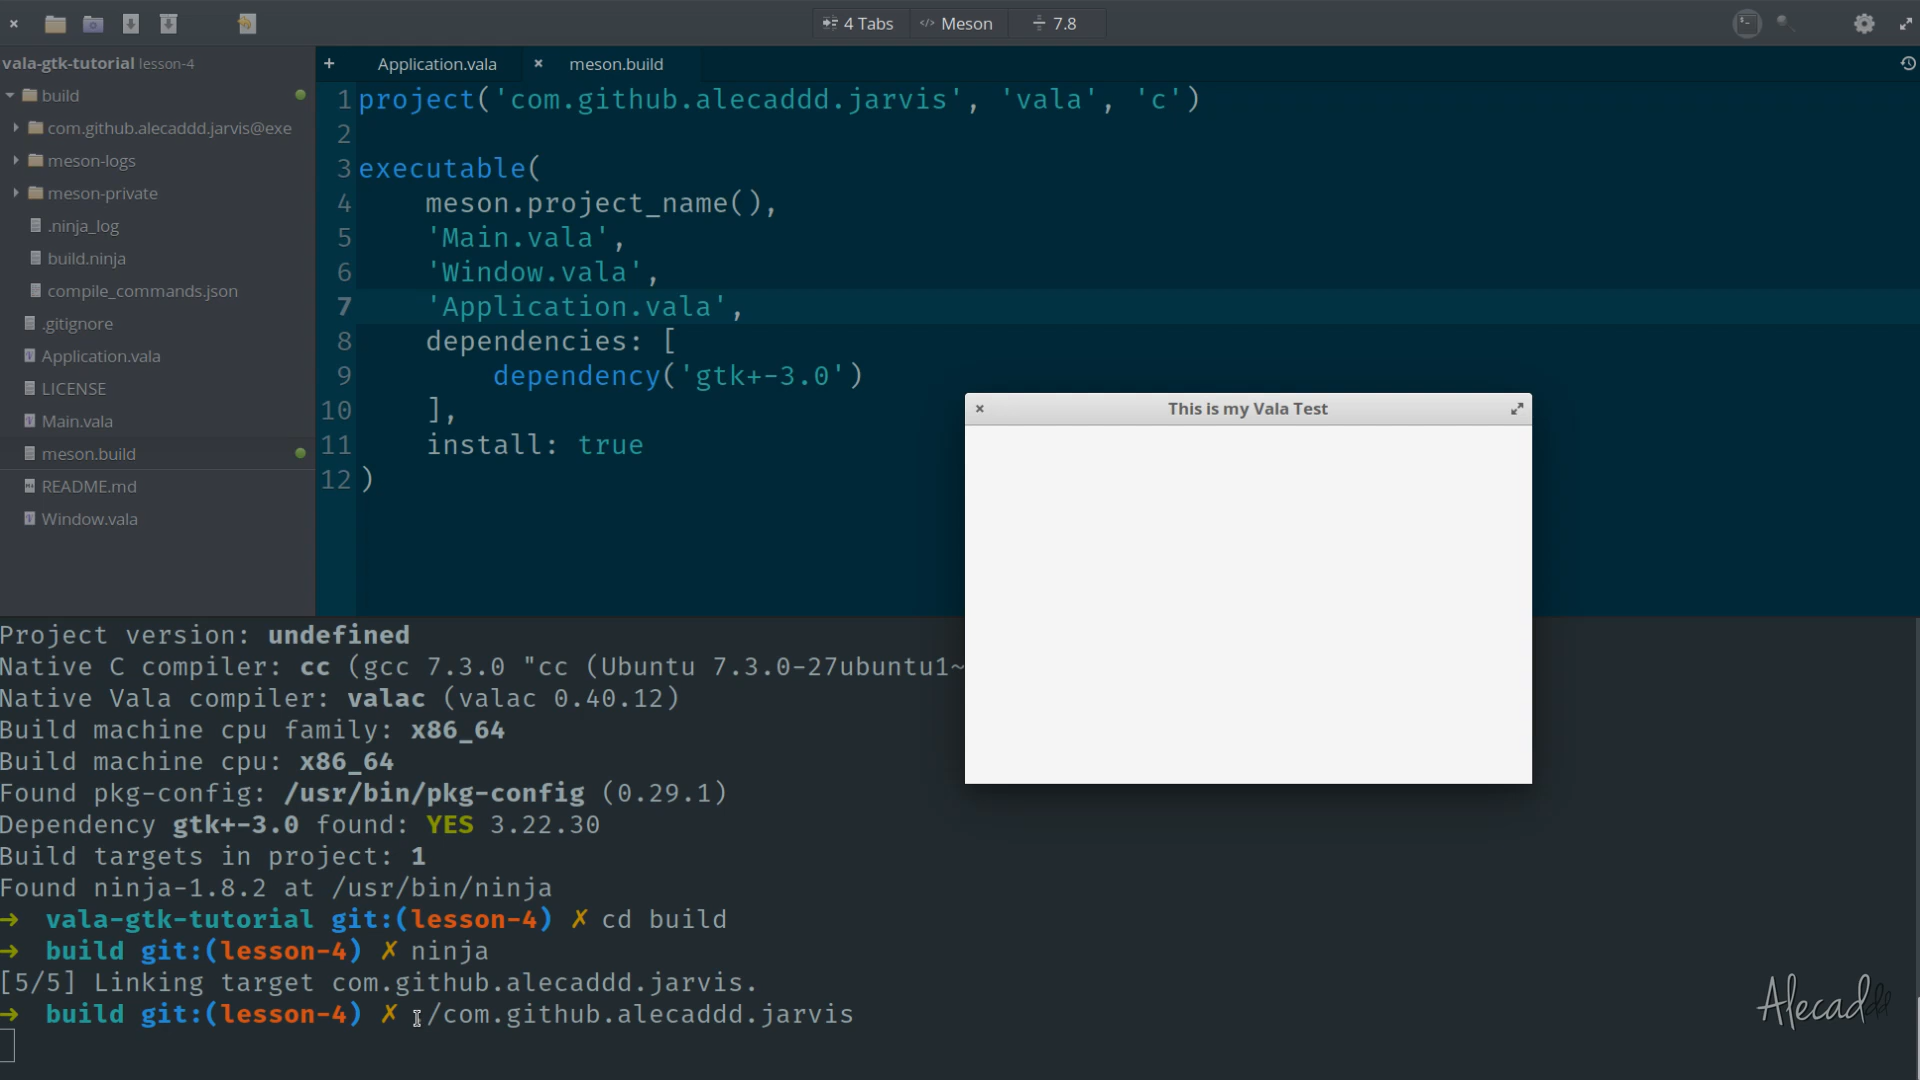 4 Tabs </> Meson 7.8
vala-gtk-tutorial lesson-4
build
com.github.alecaddd.jarvis@exe
meson-logs
meson-private
.ninja_log
build.ninja
compile_commands.json
.gitignore
Application.vala
LICENSE
Main.vala
meson.build
README.md
Window.vala
+ Application.vala × meson.build
1 project('com.github.alecaddd.jarvis', 'vala', 'c')
2
3 executable(
4 meson.project_name(),
5 'Main.vala',
6 'Window.vala',
7 'Application.vala',
8 dependencies: [
9 dependency('gtk+-3.0')
10 ],
11 install: true
12 )
This is my Vala Test
Project version: undefined
Native C compiler: cc (gcc 7.3.0 "cc (Ubuntu 7.3.0-27ubuntu1~
Native Vala compiler: valac (valac 0.40.12)
Build machine cpu family: x86_64
Build machine cpu: x86_64
Found pkg-config: /usr/bin/pkg-config (0.29.1)
Dependency gtk+-3.0 found: YES 3.22.30
Build targets in project: 1
Found ninja-1.8.2 at /usr/bin/ninja
→ vala-gtk-tutorial git:(lesson-4) ✗ cd build
→ build git:(lesson-4) ✗ ninja
[5/5] Linking target com.github.alecaddd.jarvis.
→ build git:(lesson-4) ✗ ./com.github.alecaddd.jarvis
Alecaddd